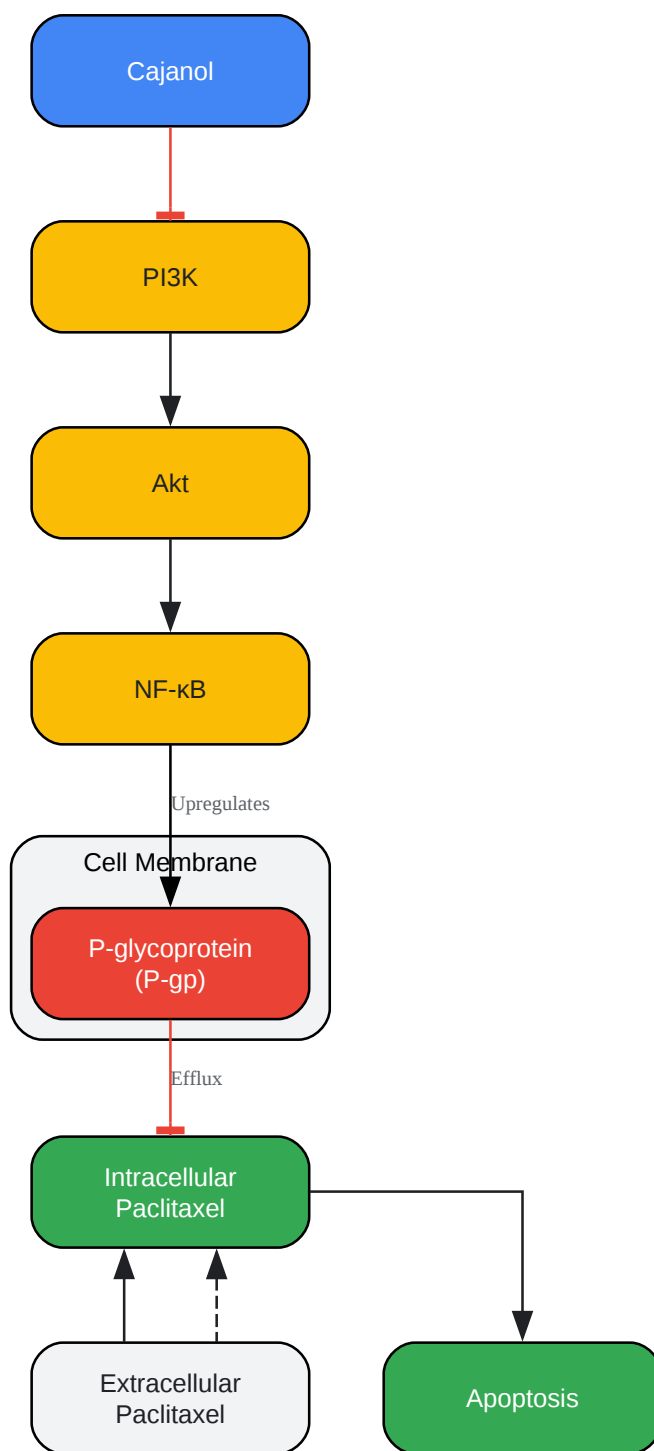 Cajanol
PI3K
Akt
NF-κB
Upregulates
Cell Membrane
P-glycoprotein
(P-gp)
Efflux
Intracellular
Paclitaxel
Extracellular
Paclitaxel
Apoptosis